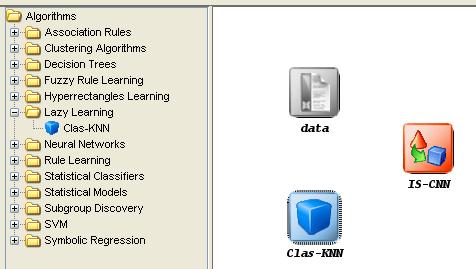 Algorithms
Association Rules
Clustering Algorithms
Decision Trees
Fuzzy Rule Learning
Hyperrectangles Learning
Lazy Learning
Clas-KNN
Neural Networks
Rule Learning
Statistical Classifiers
Statistical Models
Subgroup Discovery
SVM
Symbolic Regression
data
IS-CNN
Clas-KNN